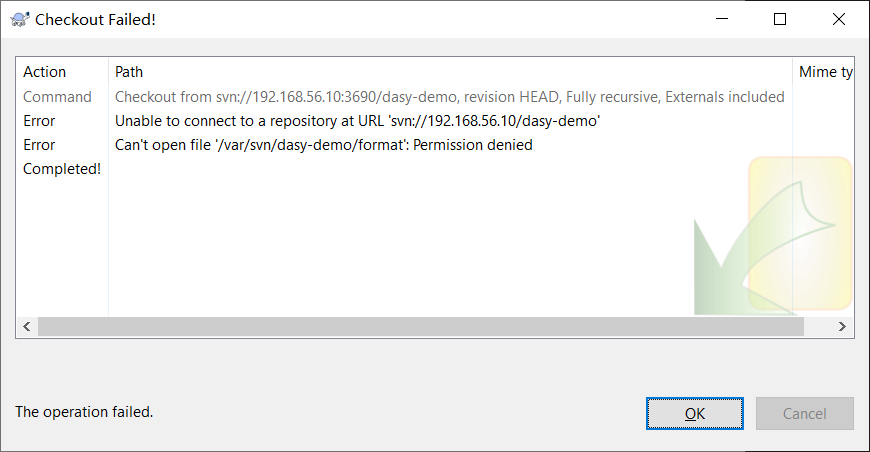 Checkout Failed!
Action Path Mime ty
Command Checkout from svn://192.168.56.10:3690/dasy-demo, revision HEAD, Fully recursive, Externals included
Error Unable to connect to a repository at URL 'svn://192.168.56.10/dasy-demo'
Error Can't open file '/var/svn/dasy-demo/format': Permission denied
Completed!
The operation failed.
OK Cancel